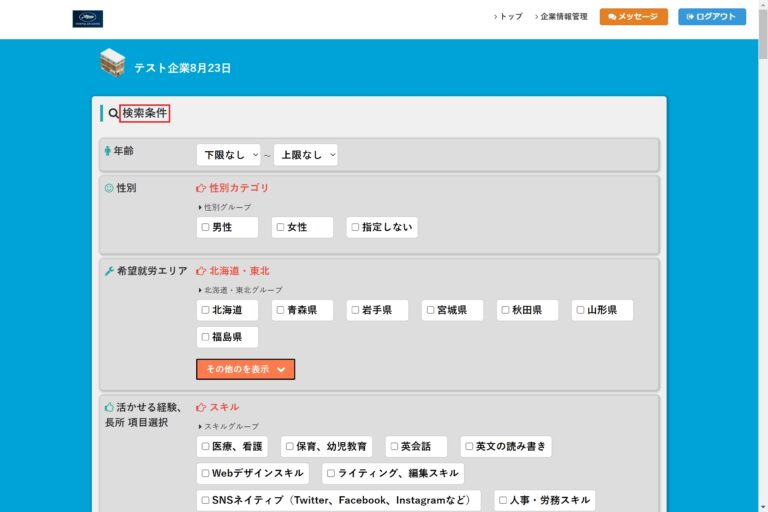 トップ 企業情報管理 メッセージ ログアウト
テスト企業8月23日
検索条件
年齢 下限なし ～ 上限なし
性別 性別カテゴリ
性別グループ
男性 女性 指定しない
希望就労エリア 北海道・東北
北海道・東北グループ
北海道 青森県 岩手県 宮城県 秋田県 山形県
福島県
その他のを表示
活かせる経験、
長所 項目選択
スキル
スキルグループ
医療、看護 保育、幼児教育 英会話 英文の読み書き
Webデザインスキル ライティング、編集スキル
SNSネイティブ（Twitter、Facebook、Instagramなど） 人事・労務スキル